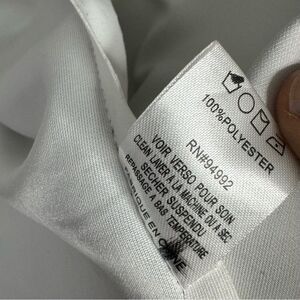 100%POLYESTER
RN#94992
VOIR VERSO POUR SOIN
CLEAN LAVER A LA MACHINE OU A SEC
SECHER SUSPENDU
REPASSAGE A BAS TEMPERATURE
FABRIQUE EN CHINE